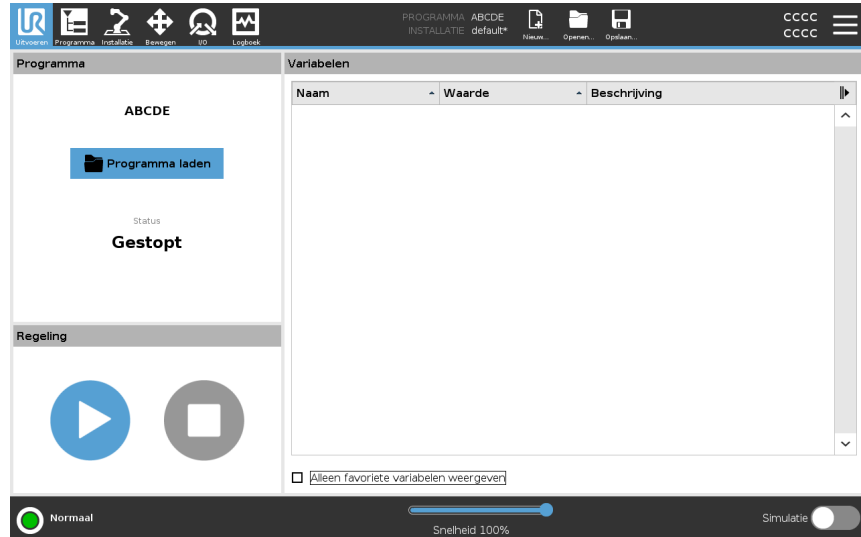 UR
Uitvoeren Programma Installatie Bewegen I/O Logboek
PROGRAMMA ABCDE
INSTALLATIE default*
Nieuw... Openen... Opslaan...
CCCC
CCCC
Programma
ABCDE
Programma laden
Status
Gestopt
Regeling
Variabelen
Naam Waarde Beschrijving
Alleen favoriete variabelen weergeven
Normaal
Snelheid 100%
Simulatie